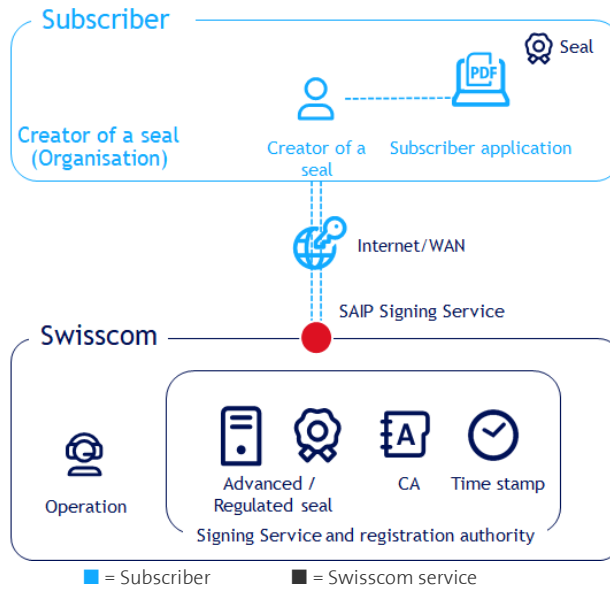 Subscriber
Seal
PDF
Creator of a seal
(Organisation)
Creator of a
seal
Subscriber application
Internet/WAN
SAIP Signing Service
Swisscom
A
Operation
Advanced /
Regulated seal
CA
Time stamp
Signing Service and registration authority
= Subscriber
= Swisscom service